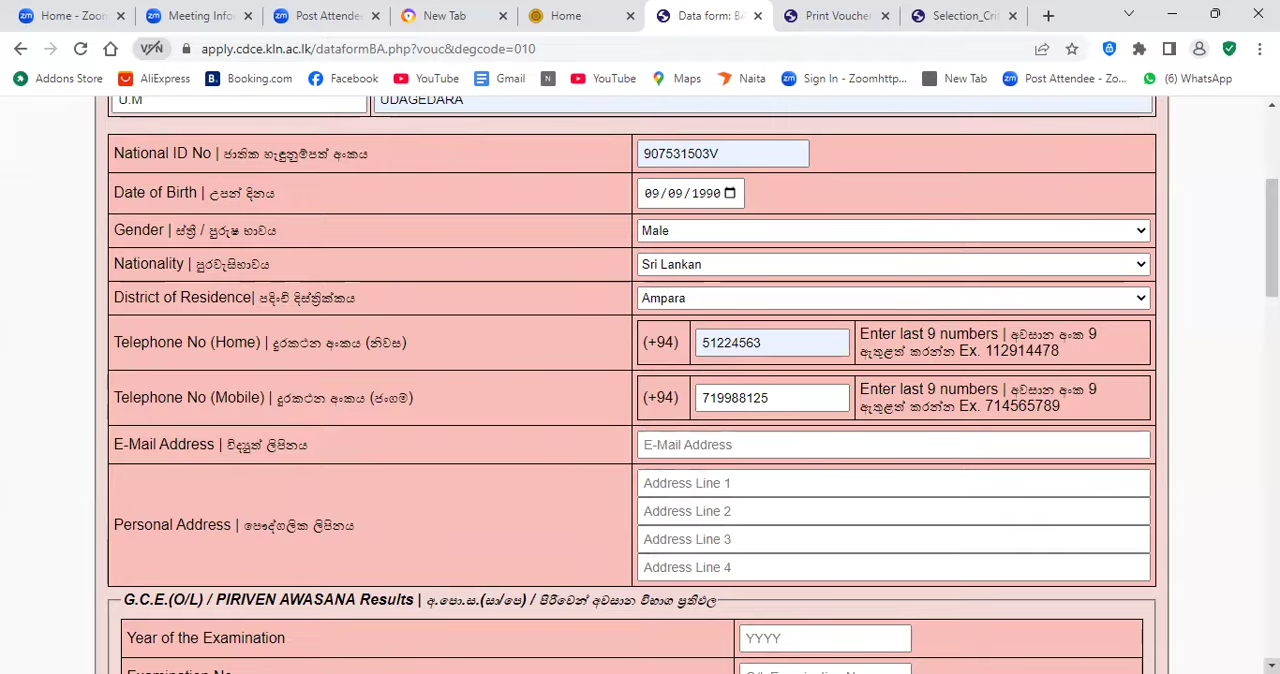 Home - Zoon
Meeting Info
Post Attende
New Tab
Home
Data form: BA
Print Vouche
Selection_Crit
VPN
apply.cdce.kln.ac.lk/dataformBA.php?vouc&degcode=010
Addons Store
AliExpress
Booking.com
Facebook
YouTube
Gmail
N
YouTube
Maps
Naita
Sign In - Zoomhttp...
New Tab
Post Attendee - Zo...
(6) WhatsApp
U.M
UDAGEDARA
National ID No | ජාතික හැඳුනුම්පත් අංකය
907531503V
Date of Birth | උපන් දිනය
09/09/1990
Gender | ස්ත්‍රී / පුරුෂ භාවය
Male
Nationality | පුරවැසිභාවය
Sri Lankan
District of Residence| පදිංචි දිස්ත්‍රික්කය
Ampara
Telephone No (Home) | දුරකථන අංකය (නිවස)
(+94)
51224563
Enter last 9 numbers | අවසාන අංක 9
ඇතුළත් කරන්න Ex. 112914478
Telephone No (Mobile) | දුරකථන අංකය (ජංගම)
(+94)
719988125
Enter last 9 numbers | අවසාන අංක 9
ඇතුළත් කරන්න Ex. 714565789
E-Mail Address | විද්‍යුත් ලිපිනය
E-Mail Address
Personal Address | පෞද්ගලික ලිපිනය
Address Line 1
Address Line 2
Address Line 3
Address Line 4
G.C.E.(O/L) / PIRIVEN AWASANA Results | අ.පො.ස.(සා/පෙ) / පිරිවෙන් අවසාන විභාග ප්‍රතිඵල
Year of the Examination
YYYY
Examination No